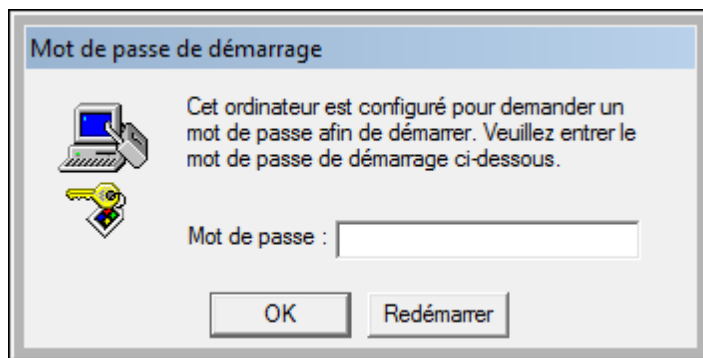 Mot de passe de démarrage
Cet ordinateur est configuré pour demander un
mot de passe afin de démarrer. Veuillez entrer le
mot de passe de démarrage ci-dessous.
Mot de passe :
OK Redémarrer